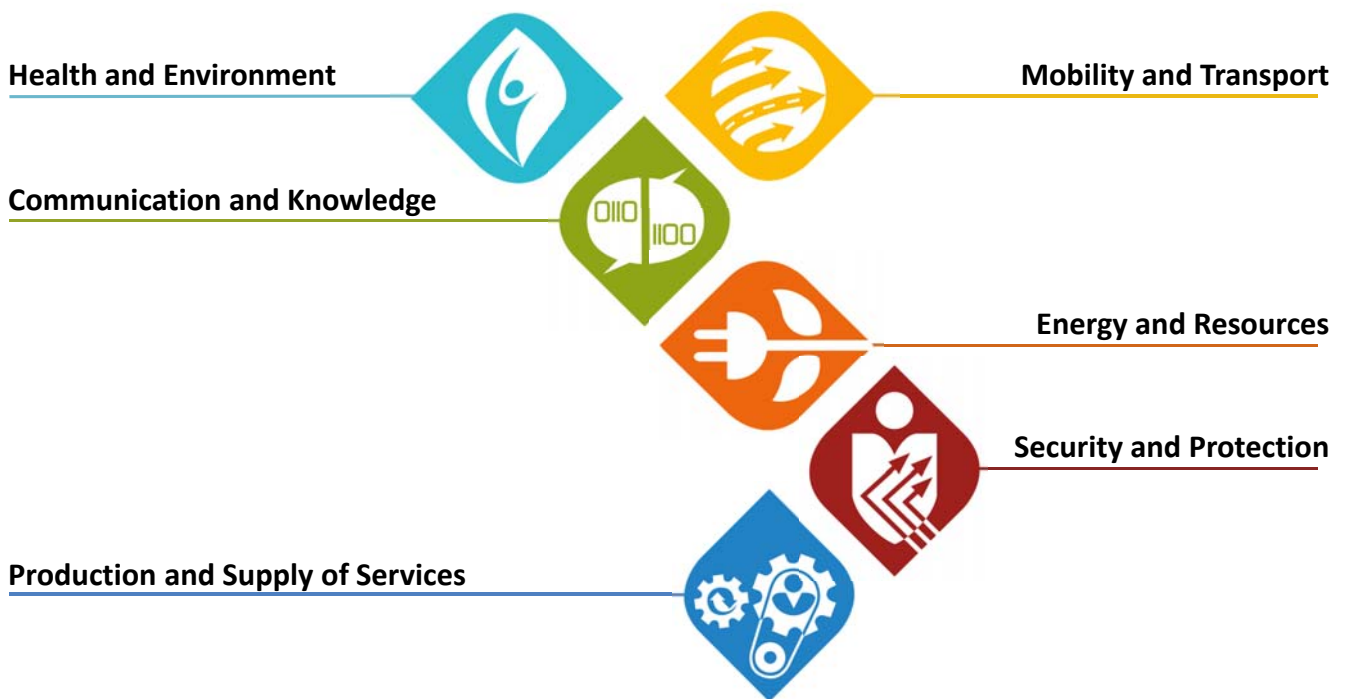 Health and Environment
Mobility and Transport
Communication and Knowledge
0110
1100
Energy and Resources
Security and Protection
Production and Supply of Services